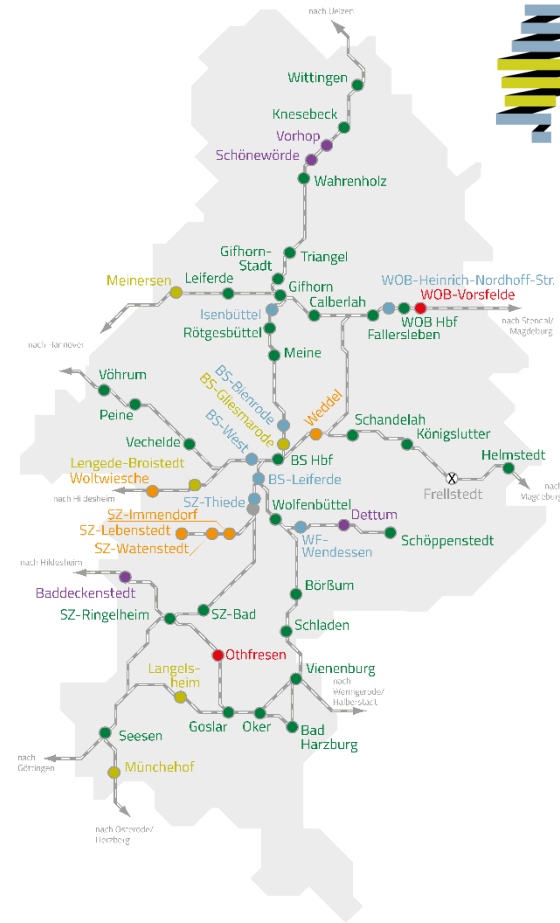 nach Uelzen
Wittingen
Knesebeck
Vorhop
Schönewörde
Wahrenholz
Gifhorn-
Stadt
Triangel
Meinersen
Leiferde
Gifhorn
WOB-Heinrich-Nordhoff-Str.
Isenbüttel
Calberlah
WOB-Vorsfelde
WOB Hbf
Fallersleben
nach Stendal/
Magdeburg
Rötgesbüttel
nach Hannover
Meine
Vöhrum
Peine
BS-Bienrode
BS-Gliesmarode
BS-West
Weddel
Schandelah
Königslutter
Vechelde
Lengede-Broistedt
BS Hbf
Helmstedt
Woltwiesche
BS-Leiferde
Frellstedt
nach
Magdeburg
nach Hildesheim
SZ-Thiede
SZ-Immendorf
Wolfenbüttel
Dettum
SZ-Lebenstedt
SZ-Watenstedt
WF-
Wendessen
Schöppenstedt
nach Hildesheim
Baddeckenstedt
Börßum
SZ-Ringelheim
SZ-Bad
Schladen
Othfresen
Langels-
heim
Vienenburg
nach
Wernigerode/
Halberstadt
Goslar
Oker
Bad
Harzburg
Seesen
nach
Göttingen
Münchehof
nach Osterode/
Herzberg